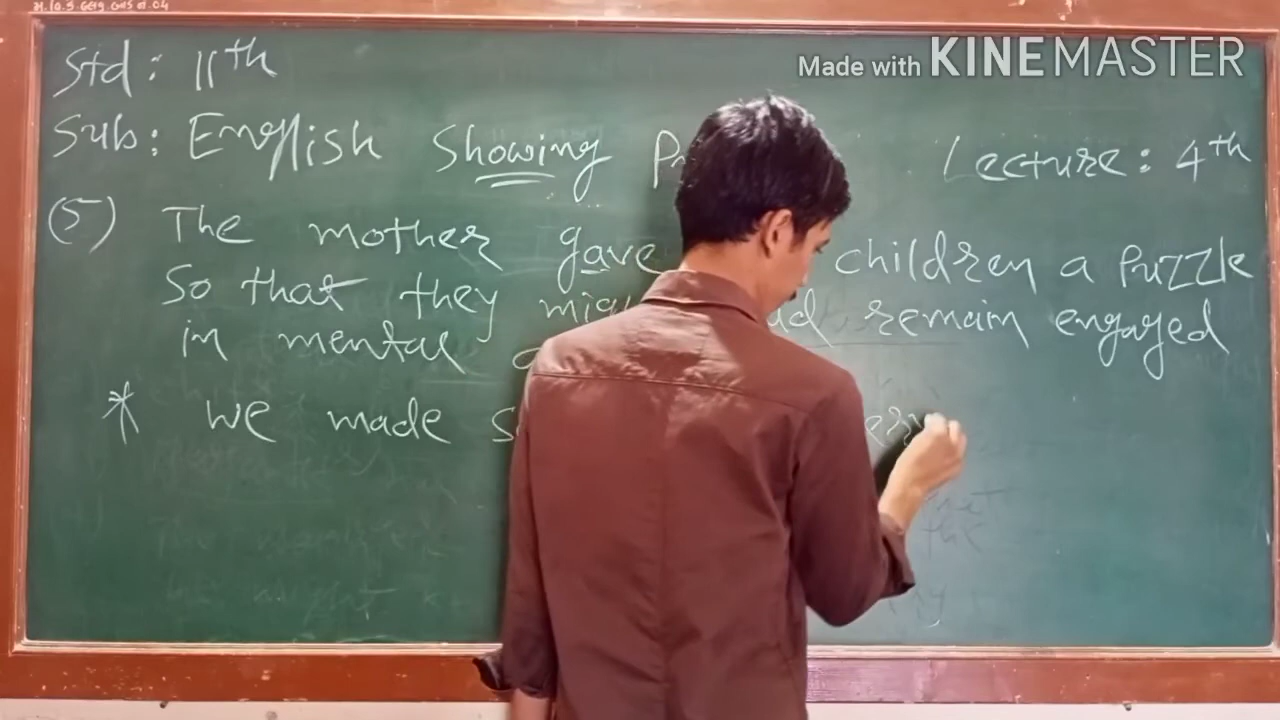 Made with KINEMASTER
Std: 11th
Sub: English Showing Lecture: 4th
(5) The mother gave children a Puzzle
So that they remain engaged
in mental
* We made